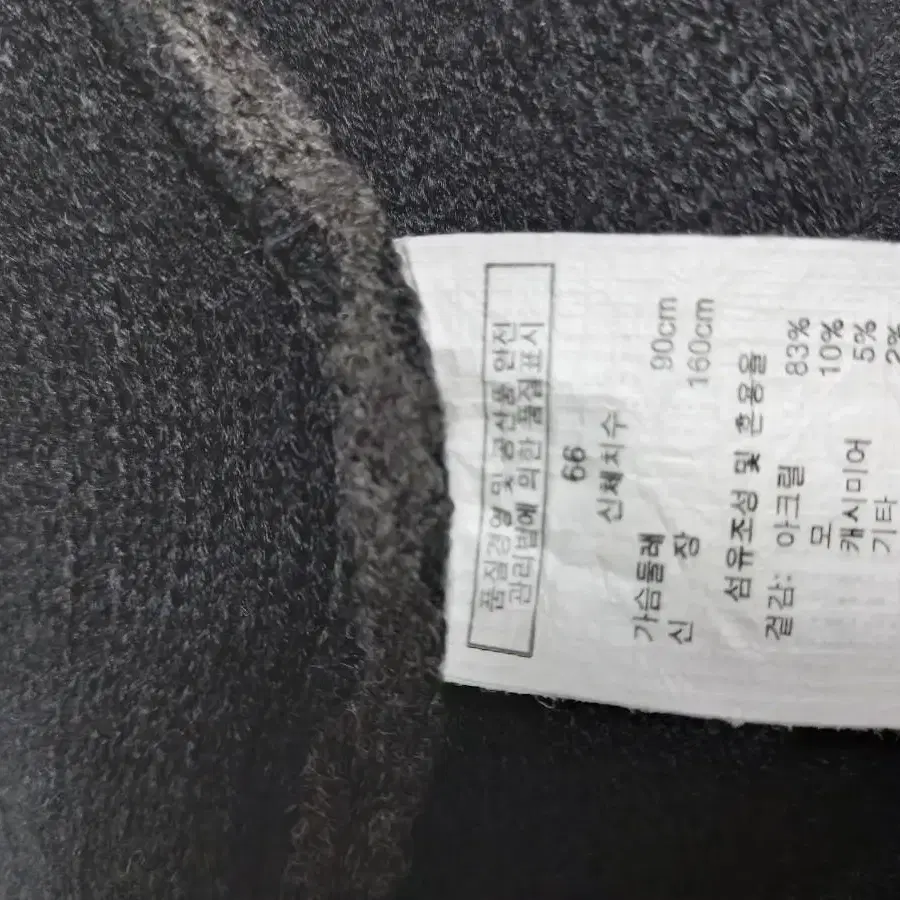 품질경영 및 공산품 안전
관리법에 의한 품질표시
66
신체치수
가슴둘레 90cm
신 장 160cm
섬유조성 및 혼용율
겉감: 아크릴 83%
모 10%
캐시미어 5%
기타 2%